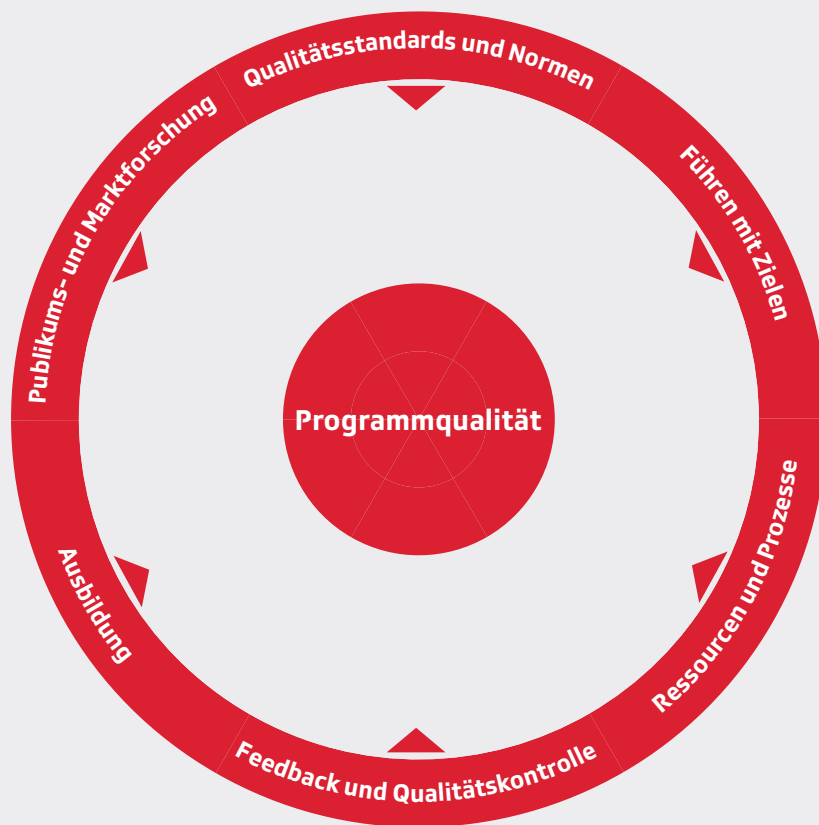 Qualitätsstandards und Normen
Führen mit Zielen
Ressourcen und Prozesse
Feedback und Qualitätskontrolle
Ausbildung
Publikums- und Marktforschung
Programmqualität